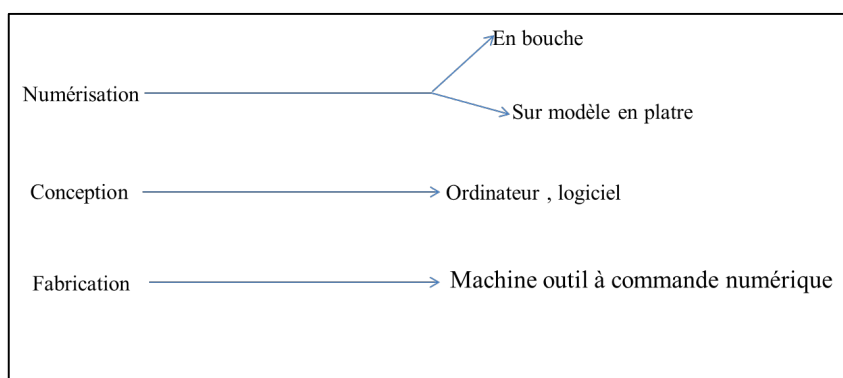 En bouche
Numérisation
Sur modèle en platre
Conception
Ordinateur , logiciel
Fabrication
Machine outil à commande numérique